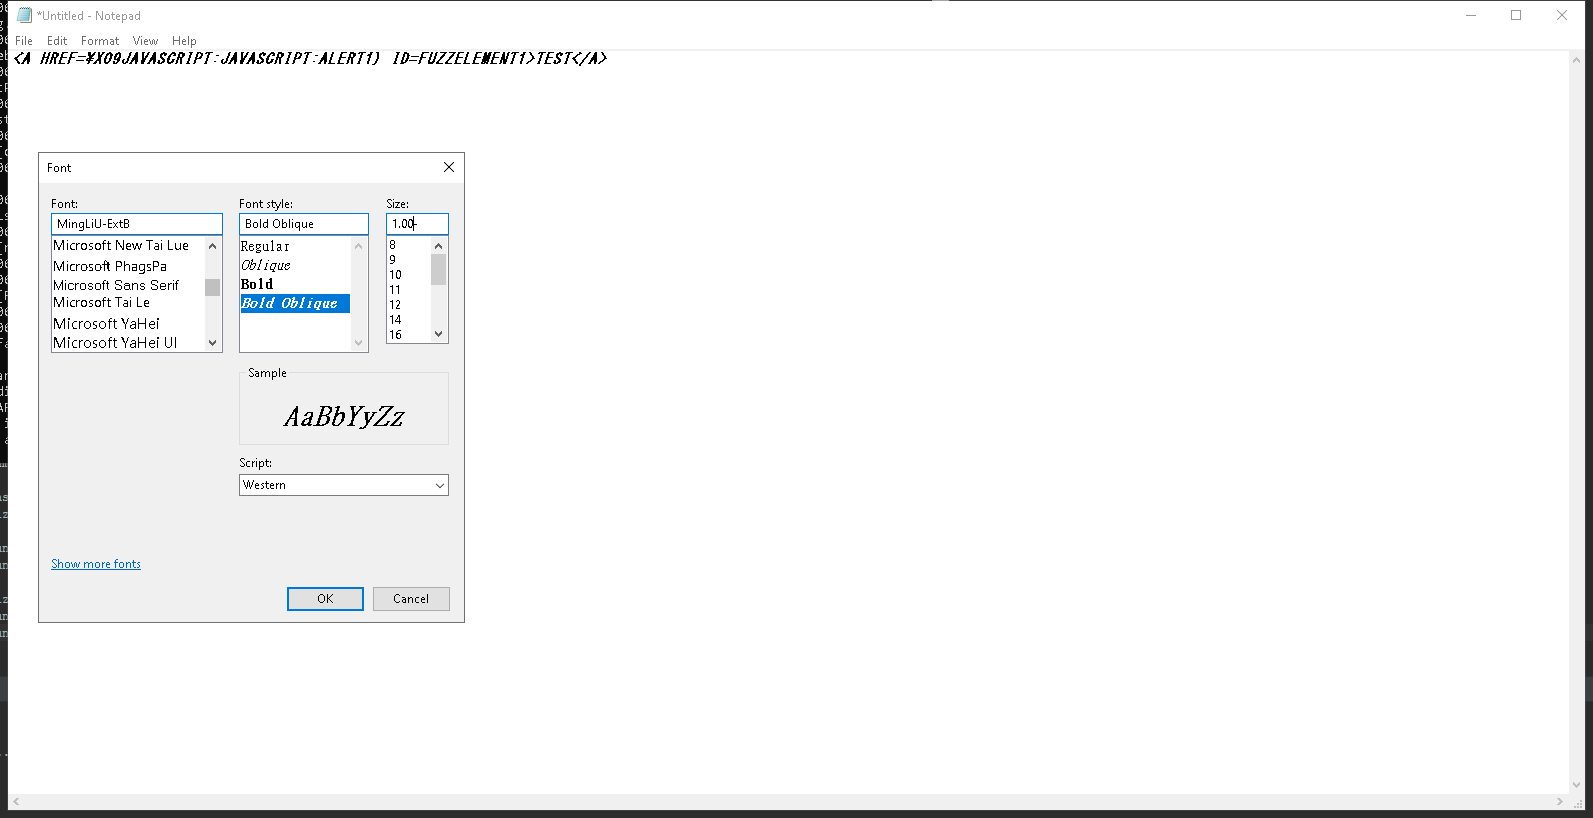 *Untitled - Notepad
File Edit Format View Help
<A HREF=¥X09JAVASCRIPT:JAVASCRIPT:ALERT1) ID=FUZZELEMENT1>TEST</A>
Font
Font: Font style: Size:
MingLiU-ExtB Bold Oblique 1.00-
Microsoft New Tai Lue Regular 8
Microsoft PhagsPa Oblique 9
Microsoft Sans Serif Bold 10
Microsoft Tai Le Bold Oblique 11
Microsoft YaHei 12
Microsoft YaHei UI 14
16
Sample
AaBbYyZz
Script:
Western
Show more fonts
OK Cancel